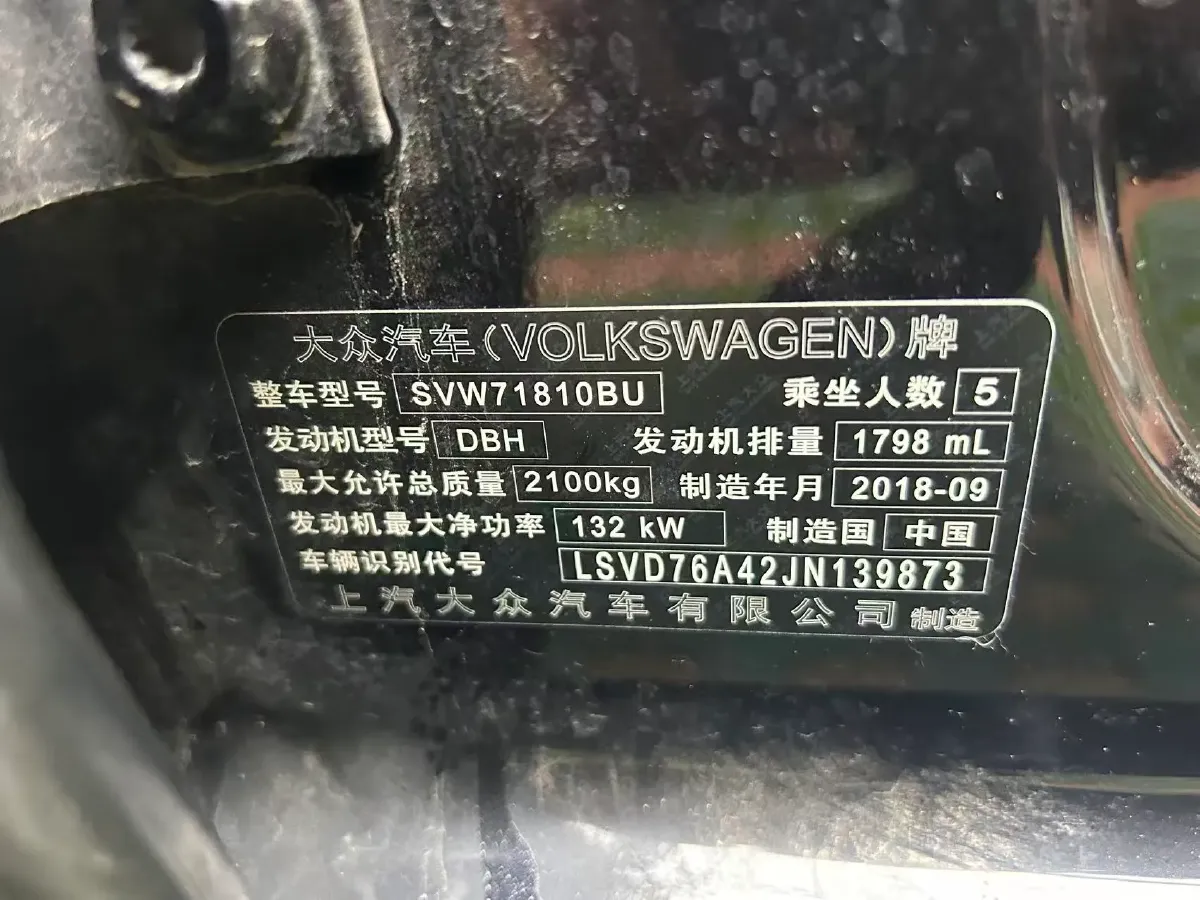 大众汽车(VOLKSWAGEN)牌
整车型号 SVW71810BU 乘坐人数 5
发动机型号 DBH 发动机排量 1798 mL
最大允许总质量 2100kg 制造年月 2018-09
发动机最大净功率 132 kW 制造国 中国
车辆识别代号 LSVD76A42JN139873
上汽大众汽车有限公司 制造